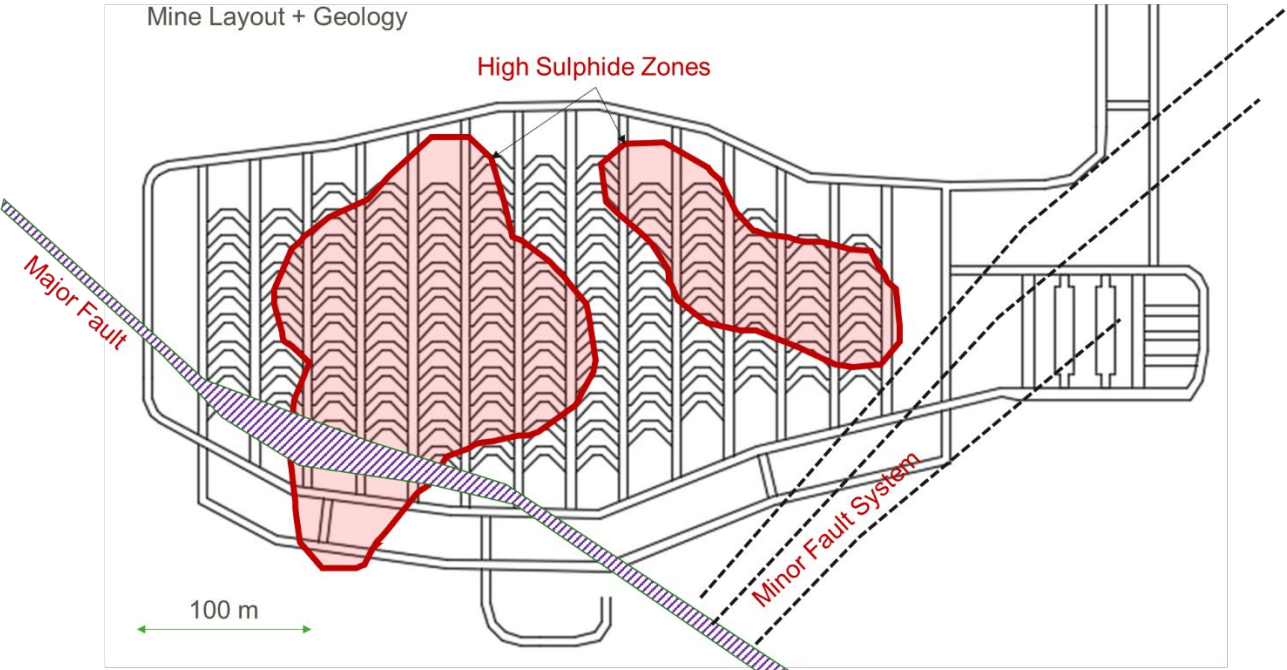 Mine Layout + Geology
High Sulphide Zones
Major Fault
Minor Fault System
100 m